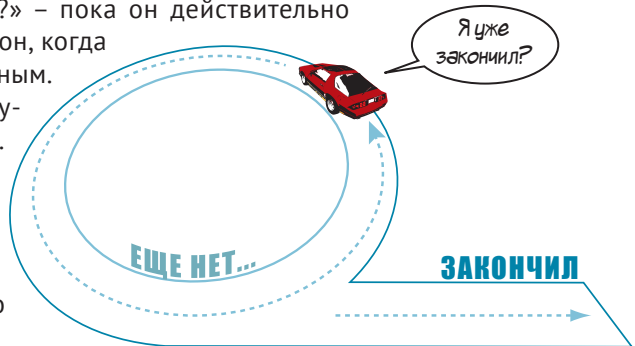 ?» – пока он действительно
он, когда
ным.
у-
.
о
Я уже
закончил?
ЕЩЕ НЕТ...
ЗАКОНЧИЛ